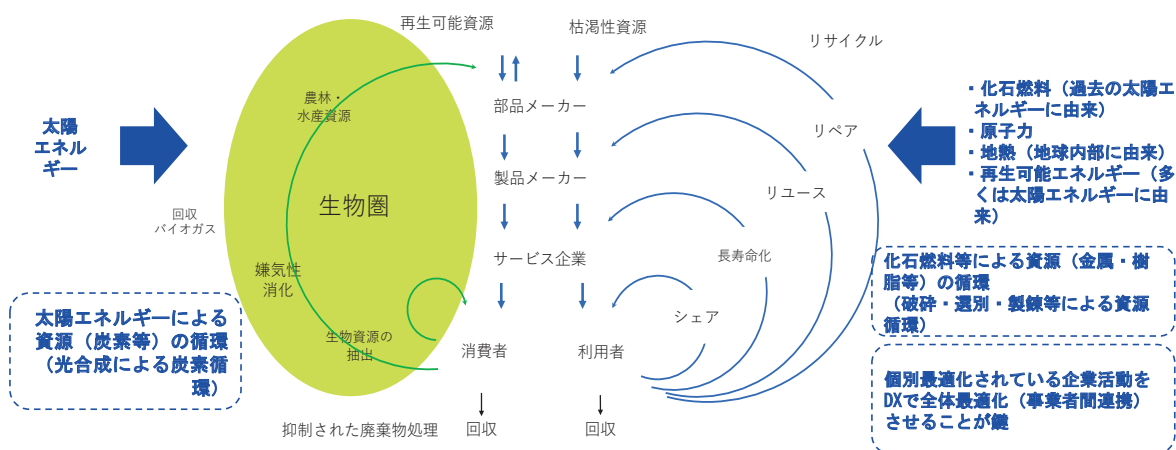 再生可能資源
枯渇性資源
リサイクル
太陽
エネル
ギー
農林・
水産資源
部品メーカー
リペア
・化石燃料（過去の太陽エ
ネルギーに由来）
・原子力
・地熱（地球内部に由来）
・再生可能エネルギー（多
くは太陽エネルギーに由
来）
製品メーカー
リユース
生物圏
回収
バイオガス
サービス企業
長寿命化
嫌気性
消化
化石燃料等による資源（金属・樹
脂等）の循環
（破砕・選別・製錬等による資源
循環）
太陽エネルギーによる
資源（炭素等）の循環
（光合成による炭素循
環）
シェア
生物資源の
抽出
消費者
利用者
個別最適化されている企業活動を
DXで全体最適化（事業者間連携）
させることが鍵
抑制された廃棄物処理
回収
回収